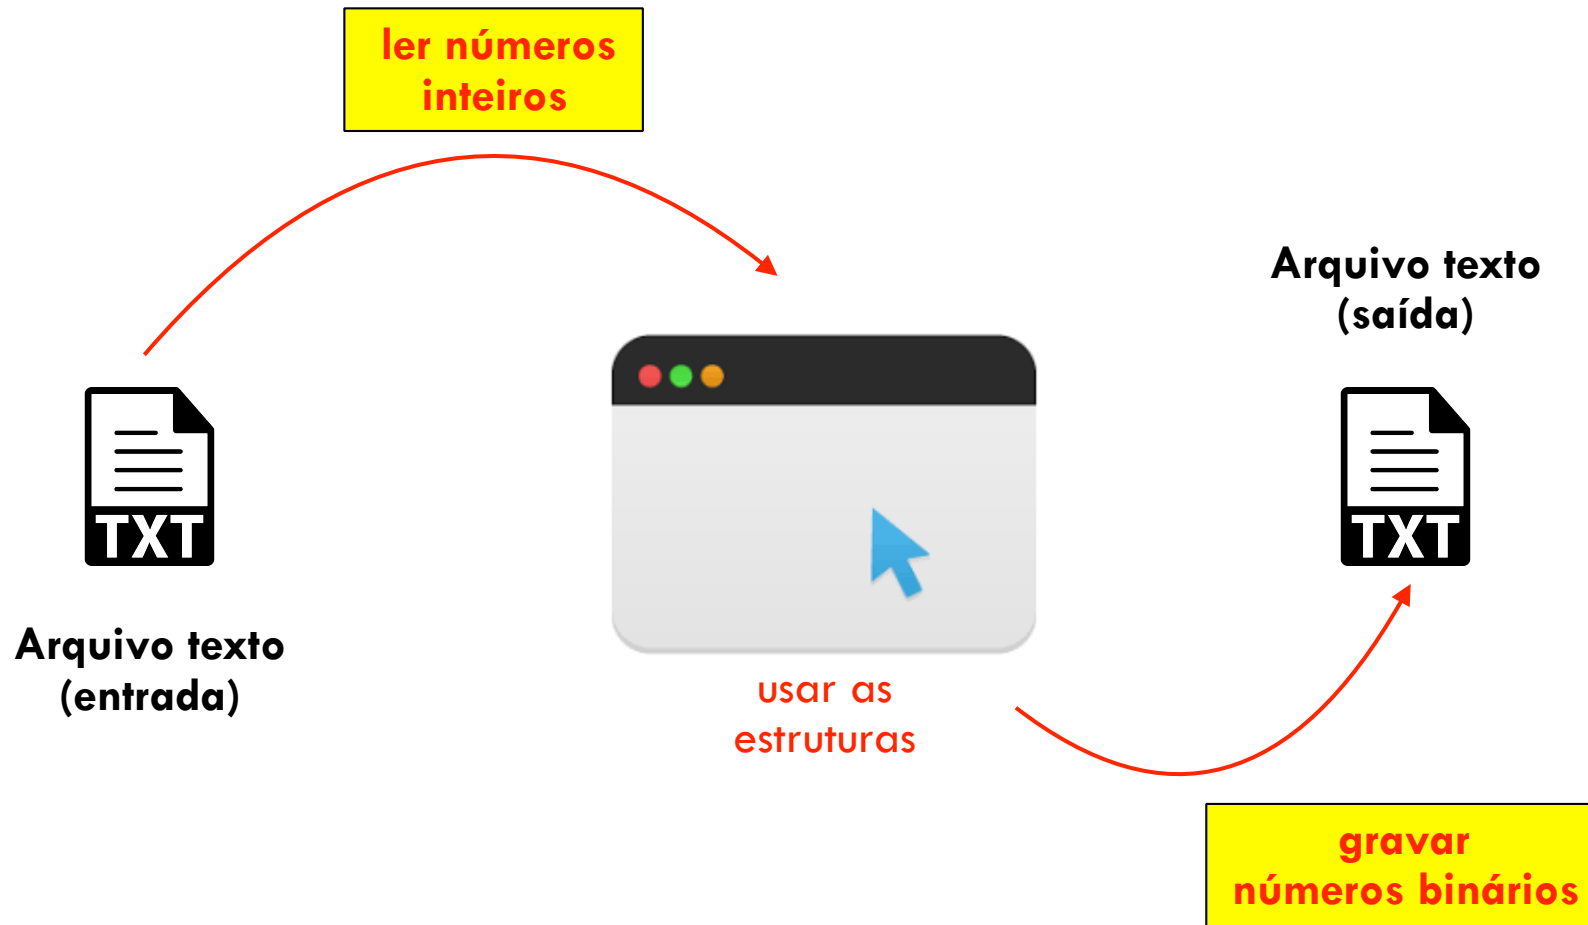 ler números
inteiros
Arquivo texto
(saída)
TXT
TXT
Arquivo texto
(entrada)
usar as
estruturas
gravar
números binários